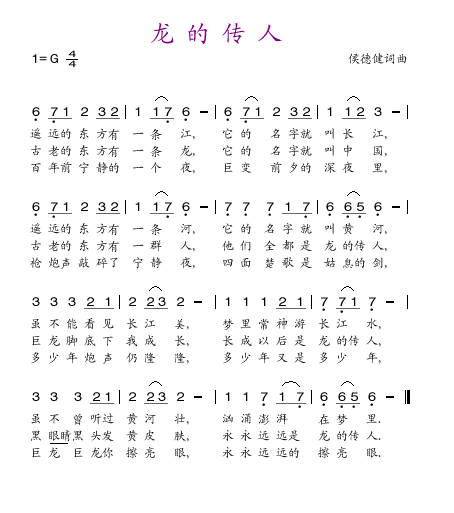 龙的传人
1=G 4/4 侯德健词曲
6 7 1 2 3 2 | 1 1 7 6 – | 6 7 1 2 3 2 | 1 1 2 3 – |
遥远的东方有 一条 江, 它的 名字就 叫长江,
古老的东方有 一条 龙, 它的 名字就 叫中国,
百年前宁静的 一个 夜, 巨变 前夕的 深夜里,
6 7 1 2 3 2 | 1 1 7 6 – | 7 7 7 1 7 | 6 6 5 6 – |
遥远的东方有 一条 河, 它的 名字就 叫黄河,
古老的东方有 一群 人, 他们 全都是 龙的传人,
枪炮声敲碎了 宁静 夜, 四面 楚歌是 姑息的剑,
3 3 3 2 1 | 2 2 3 2 – | 1 1 1 2 1 | 7 7 1 7 – |
虽不能看见 长江 美, 梦里常神游 长江 水,
巨龙脚底下 我成 长, 长成以后是 龙的传人,
多少年炮声 仍隆 隆, 多少年又是 多少 年,
3 3 3 2 1 | 2 2 3 2 – | 1 1 7 1 7 | 6 6 5 6 – ‖
虽不 曾听过 黄河 壮, 汹涌澎湃 在梦 里.
黑眼睛黑头发 黄皮 肤, 永永远远是 龙的传人.
巨龙巨龙你 擦亮 眼, 永永远远的 擦亮 眼.